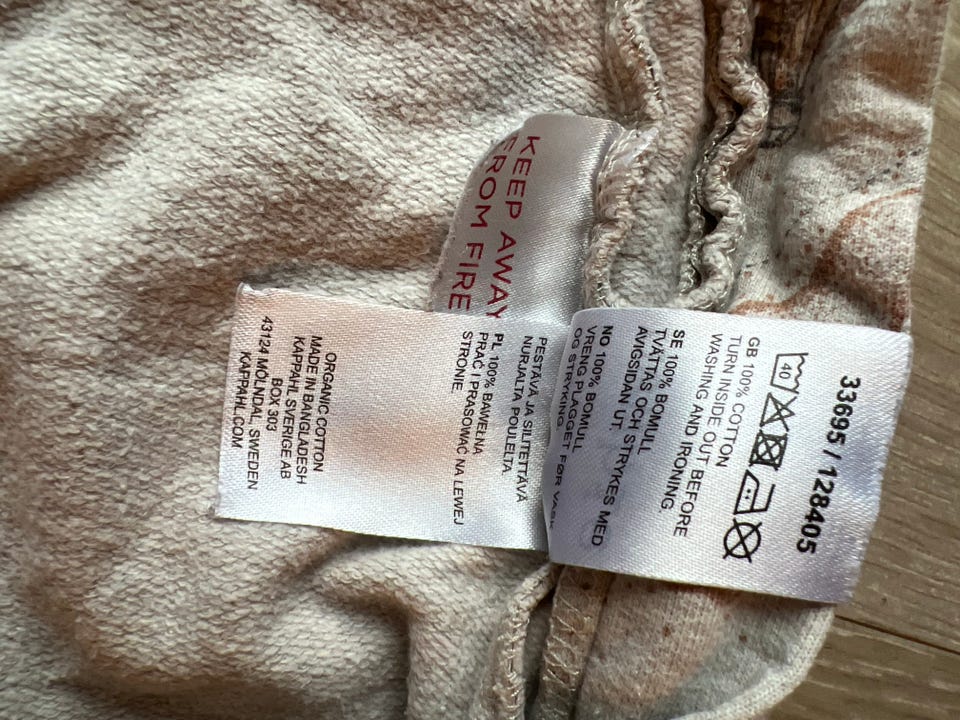 KEEP AWAY
FROM FIRE
33695 / 128405
40
GB 100% COTTON
TURN INSIDE OUT BEFORE
WASHING AND IRONING.
SE 100% BOMULL
TVÄTTAS OCH STRYKES MED
AVIGSIDAN UT.
NO 100% BOMULL
VRENG PLAGGET FØR VASK
OG STRYKING.
PESTÄVÄ JA SILITETTÄVÄ
NURJALTA PUOLELTA.
PL 100% BAWEŁNA
PRAĆ I PRASOWAĆ NA LEWEJ
STRONIE.
ORGANIC COTTON
MADE IN BANGLADESH
KAPPAHL SVERIGE AB
BOX 303
43124 MÖLNDAL, SWEDEN
KAPPAHL.COM